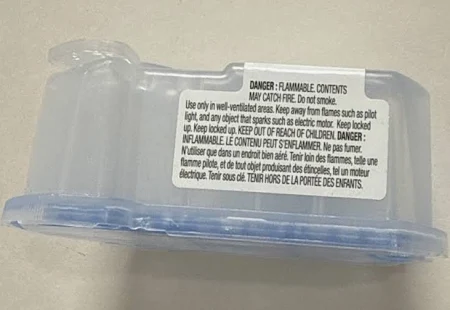 DANGER : FLAMMABLE. CONTENTS
MAY CATCH FIRE. Do not smoke.
Use only in well-ventilated areas. Keep away from flames such as pilot
light, and any object that sparks such as electric motor. Keep locked
up. Keep locked up. KEEP OUT OF REACH OF CHILDREN. DANGER :
INFLAMMABLE. LE CONTENU PEUT S'ENFLAMMER. Ne pas fumer.
N'utiliser que dans un endroit bien aéré. Tenir loin des flammes, telle une
flamme pilote, et de tout objet produisant des étincelles, tel un moteur
électrique. Tenir sous clé. TENIR HORS DE LA PORTÉE DES ENFANTS.